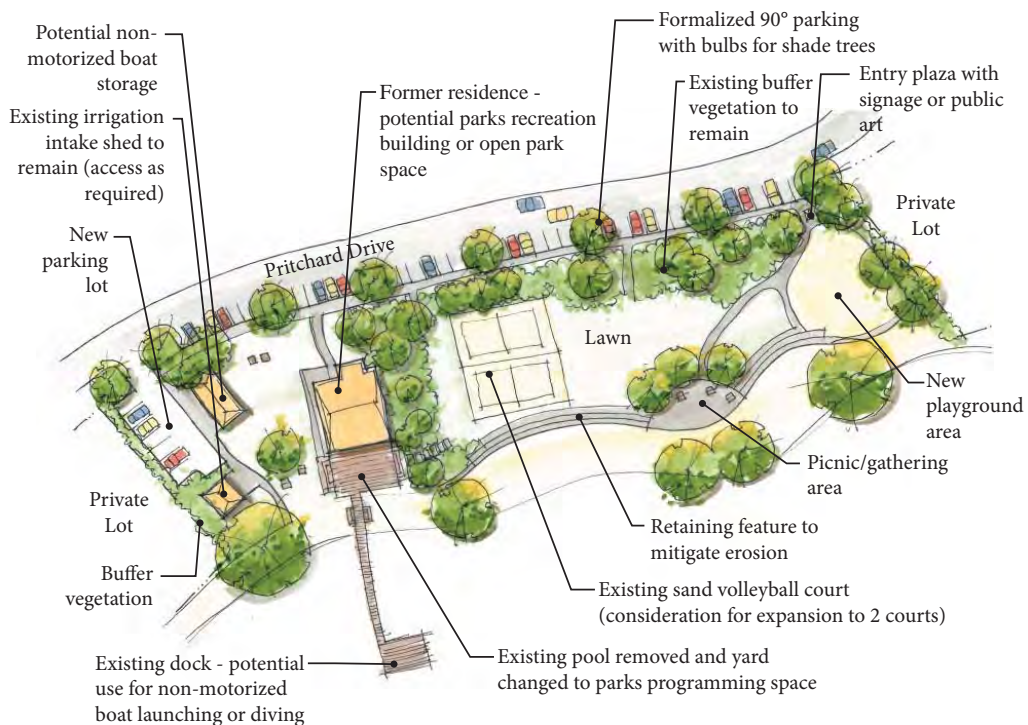 Potential non-
motorized boat
storage
Existing irrigation
intake shed to
remain (access as
required)
New
parking
lot
Private
Lot
Buffer
vegetation
Existing dock - potential
use for non-motorized
boat launching or diving
Pritchard Drive
Former residence -
potential parks recreation
building or open park
space
Formalized 90° parking
with bulbs for shade trees
Existing buffer
vegetation to
remain
Entry plaza with
signage or public
art
Private
Lot
Lawn
New
playground
area
Picnic/gathering
area
Retaining feature to
mitigate erosion
Existing sand volleyball court
(consideration for expansion to 2 courts)
Existing pool removed and yard
changed to parks programming space